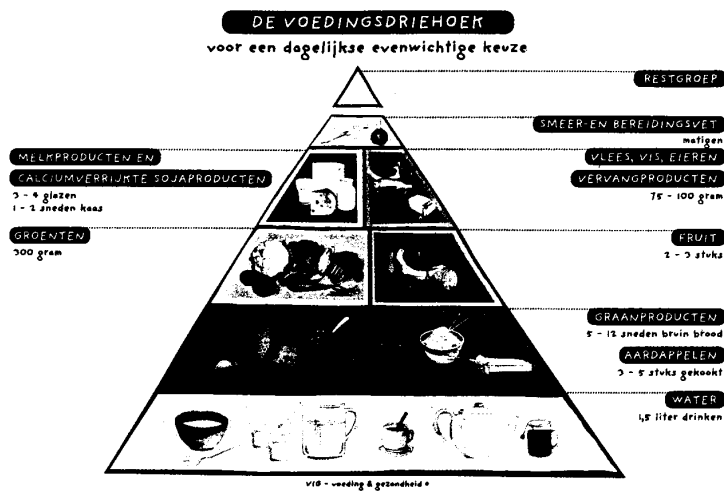 DE VOEDINGSDRIEHOEK
voor een dagelijkse evenwichtige keuze
RESTGROEP
SMEER-EN BEREIDINGSVET
matigen
MELKPRODUCTEN EN
CALCIUMVERRIJKTE SOJAPRODUCTEN
3 - 4 glazen
1 - 2 sneden kaas
VLEES, VIS, EIEREN
VERVANGPRODUCTEN
75 - 100 gram
GROENTEN
300 gram
FRUIT
2 - 3 stuks
GRAANPRODUCTEN
5 - 12 sneden bruin brood
AARDAPPELEN
3 - 5 stuks gekookt
WATER
1,5 liter drinken
VIG - voeding & gezondheid